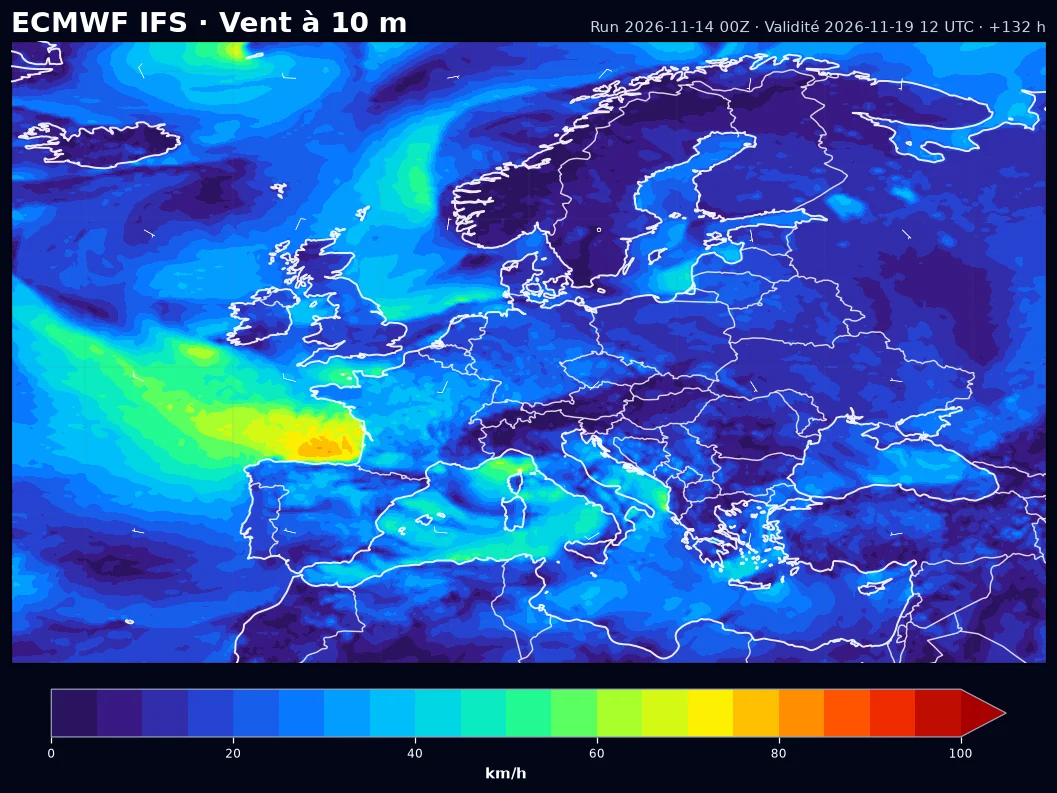 ECMWF IFS · Vent à 10 m
Run 2026-11-14 00Z · Validité 2026-11-19 12 UTC · +132 h
0 20 40 60 80 100
km/h